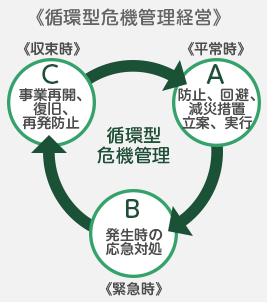 《循環型危機管理経営》
《収束時》
《平常時》
C
事業再開、
復旧、
再発防止
A
防止、回避、
減災措置
立案、実行
循環型
危機管理
B
発生時の
応急対処
《緊急時》